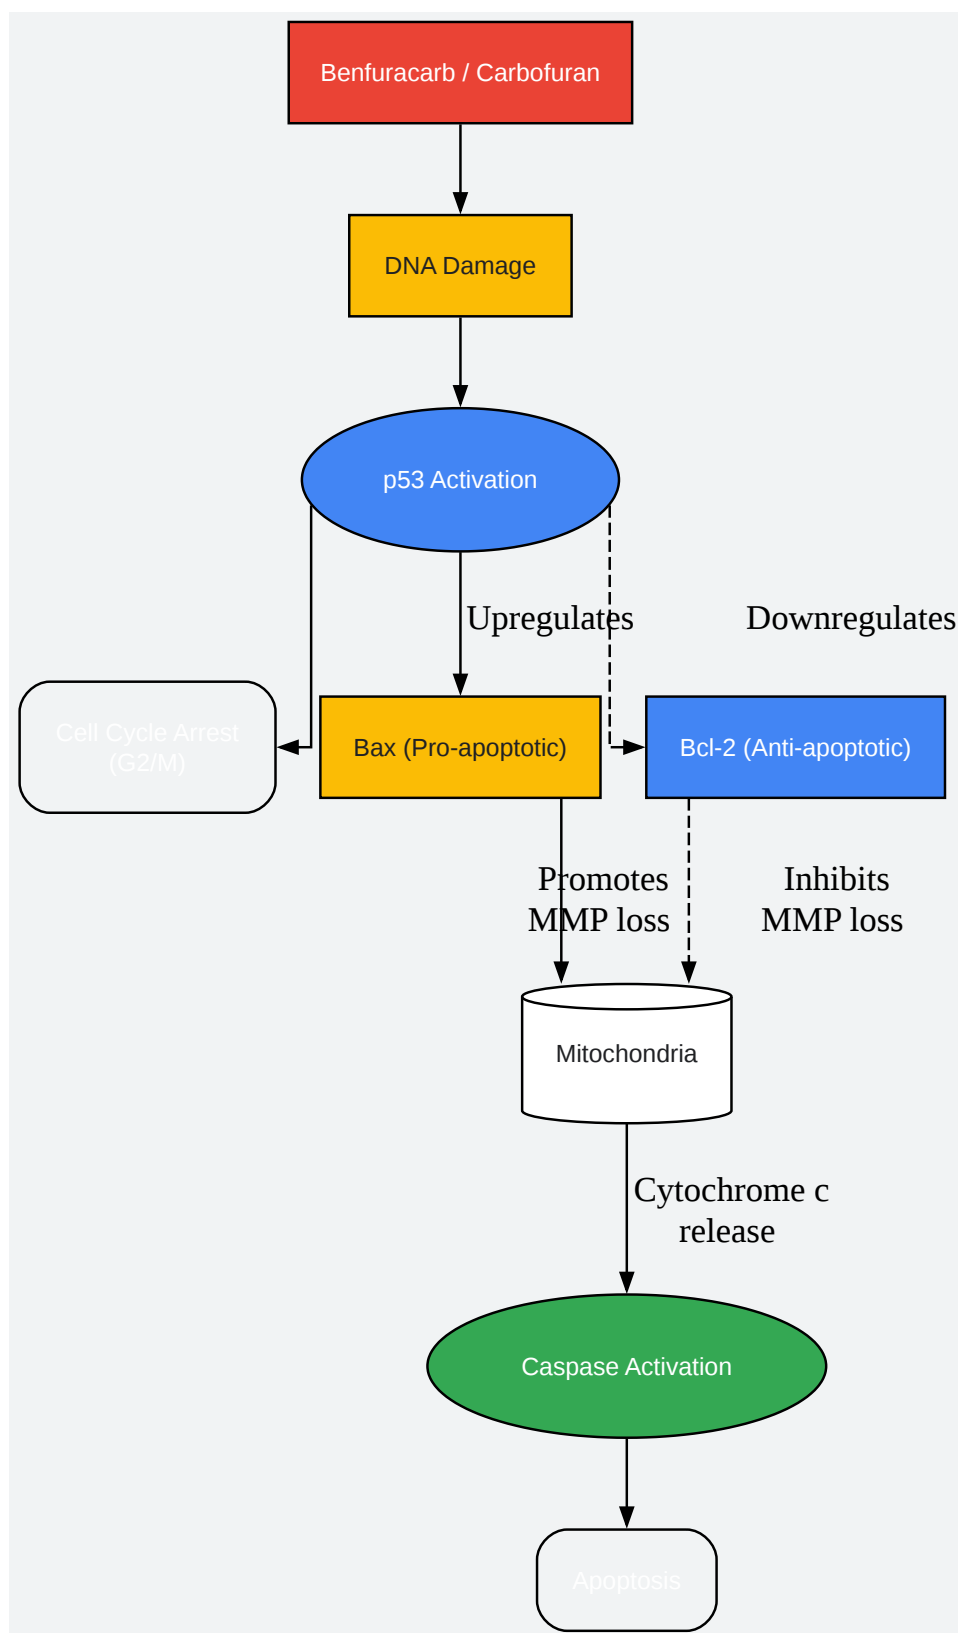 Benfuracarb / Carbofuran
DNA Damage
p53 Activation
Upregulates
Downregulates
Cell Cycle Arrest
(G2/M)
Bax (Pro-apoptotic)
Bcl-2 (Anti-apoptotic)
Promotes
MMP loss
Inhibits
MMP loss
Mitochondria
Cytochrome c
release
Caspase Activation
Apoptosis